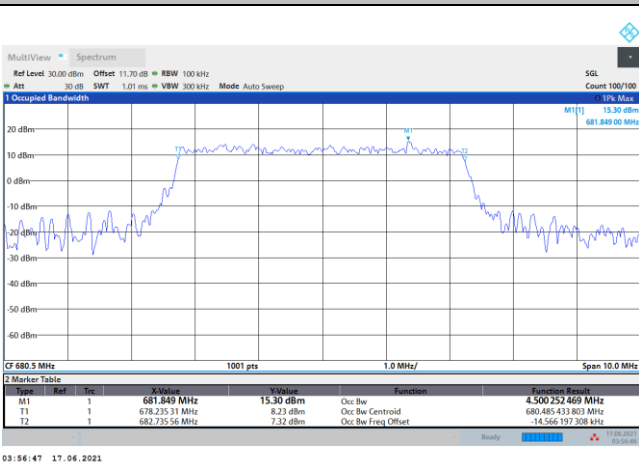 MultiView Spectrum
Ref Level 30.00 dBm Offset 11.70 dB RBW 100 kHz SGL
Att 30 dB SWT 1.01 ms VBW 300 kHz Mode Auto Sweep Count 100/100
1 Occupied Bandwidth 1Pk Max
M1[1] 15.30 dBm
681.849 00 MHz
20 dBm
M1
T1
T2
10 dBm
0 dBm
-10 dBm
-20 dBm
-30 dBm
-40 dBm
-50 dBm
-60 dBm
CF 680.5 MHz 1001 pts 1.0 MHz/ Span 10.0 MHz
2 Marker Table
Type Ref Trc X-Value Y-Value Function Function Result
M1 1 681.849 MHz 15.30 dBm Occ Bw 4.500 252 469 MHz
T1 1 678.235 31 MHz 8.23 dBm Occ Bw Centroid 680.485 433 803 MHz
T2 1 682.735 56 MHz 7.32 dBm Occ Bw Freq Offset -14.566 197 308 kHz
Ready 17.06.2021
03:56:46
03:56:47 17.06.2021